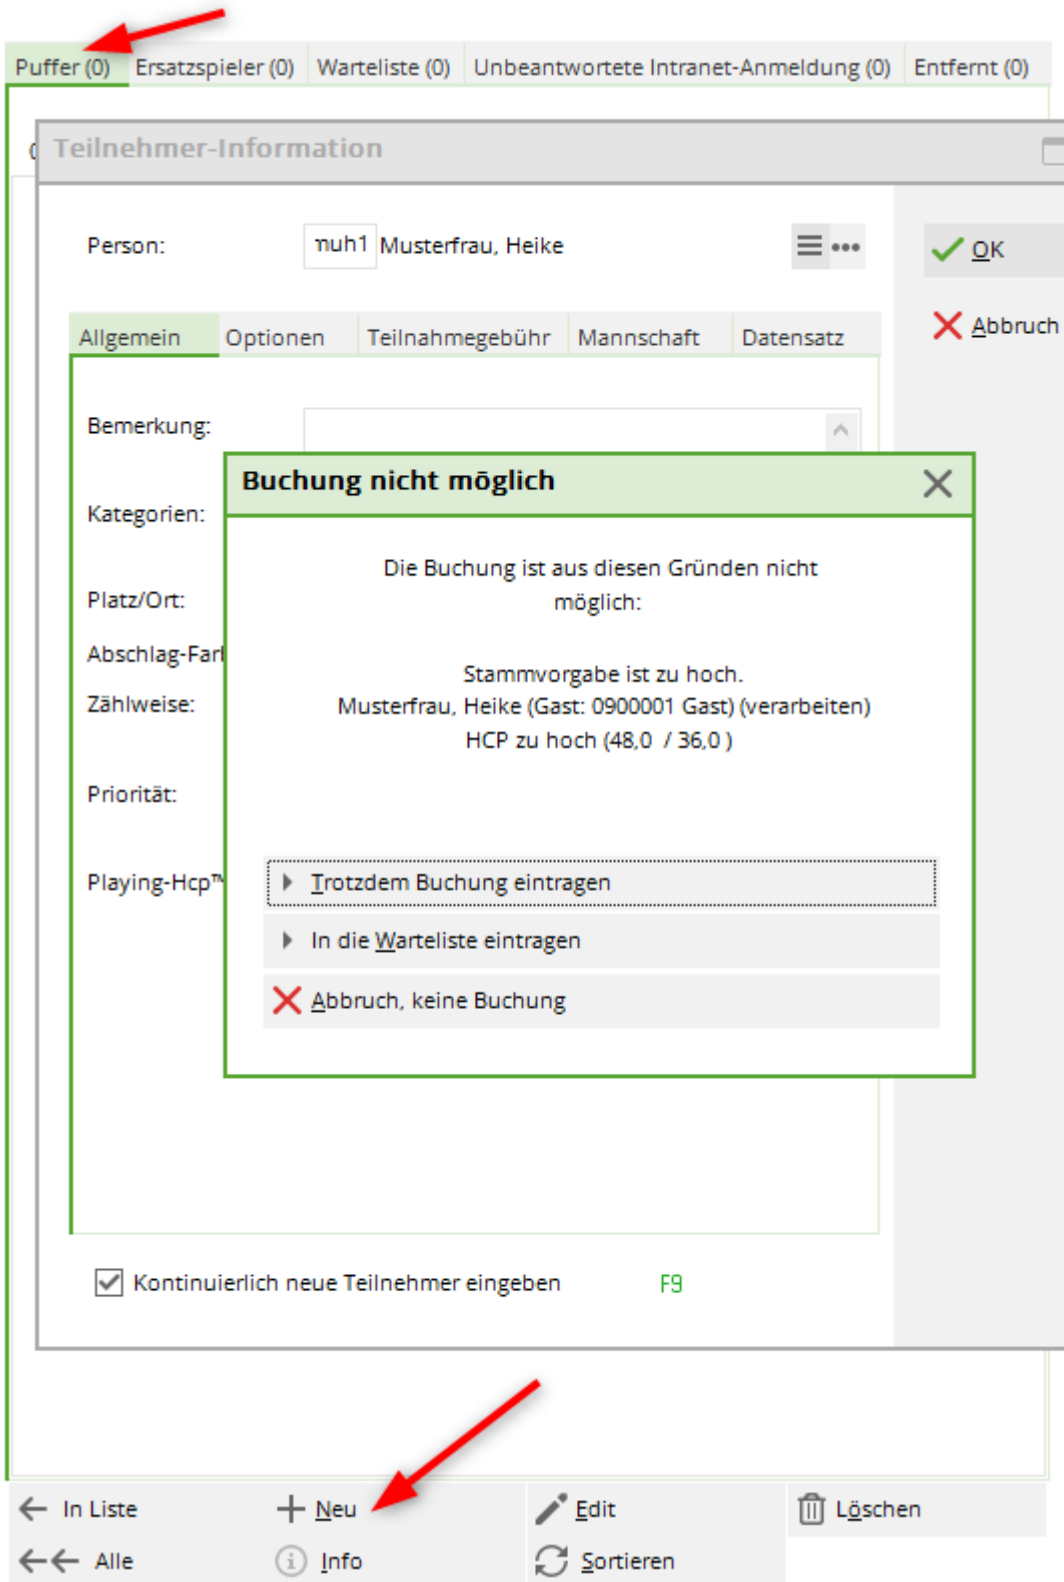 Puffer (0) Ersatzspieler (0) Warteliste (0) Unbeantwortete Intranet-Anmeldung (0) Entfernt (0)
Teilnehmer-Information
Person: muh1 Musterfrau, Heike
OK
Abbruch
Allgemein Optionen Teilnahmegebühr Mannschaft Datensatz
Bemerkung:
Buchung nicht möglich
Kategorien:
Die Buchung ist aus diesen Gründen nicht
möglich:
Platz/Ort:
Abschlag-Farl
Stammvorgabe ist zu hoch.
Zählweise:
Musterfrau, Heike (Gast: 0900001 Gast) (verarbeiten)
HCP zu hoch (48,0 / 36,0 )
Priorität:
Playing-Hcp™
Trotzdem Buchung eintragen
In die Warteliste eintragen
Abbruch, keine Buchung
Kontinuierlich neue Teilnehmer eingeben F9
In Liste Neu Edit Löschen
Alle Info Sortieren